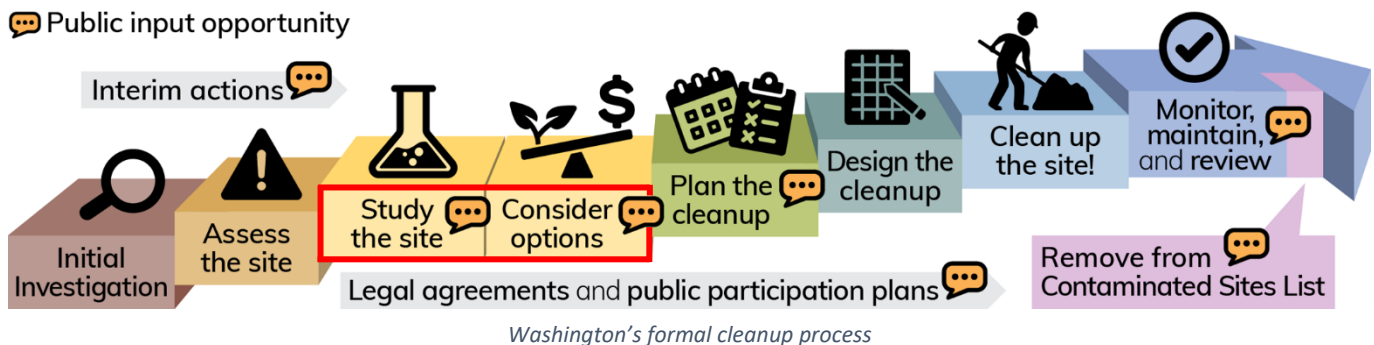 Public input opportunity
Interim actions
Initial
Investigation
Assess
the site
Study
the site
Consider
options
Plan the
cleanup
Design the
cleanup
Clean up
the site!
Monitor,
maintain,
and review
Legal agreements and public participation plans
Remove from
Contaminated Sites List
Washington's formal cleanup process